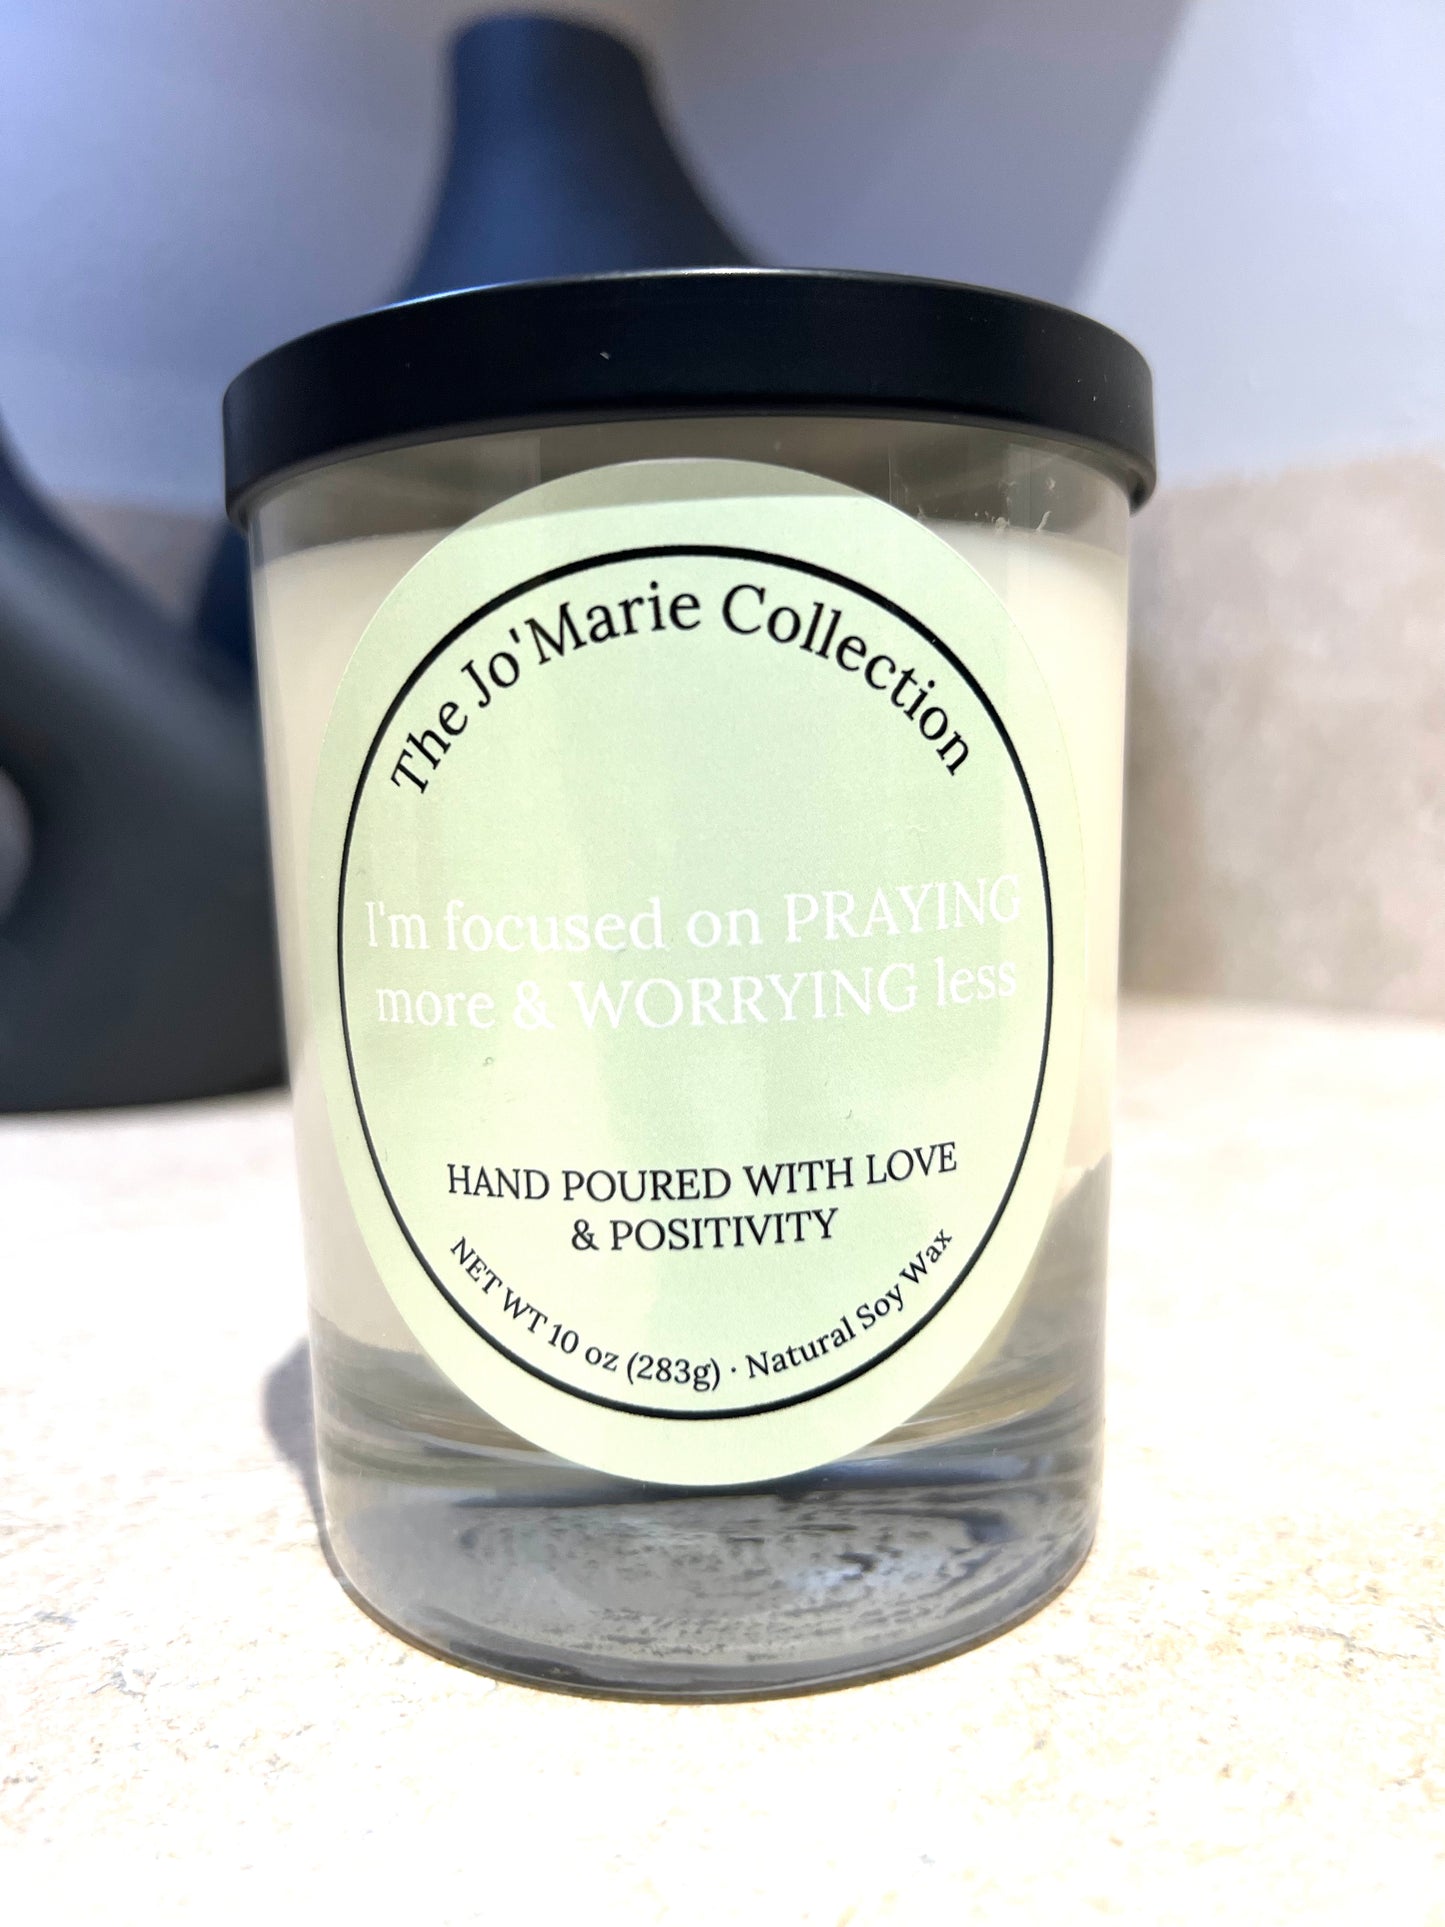 The Jo'Marie Collection
I'm focused on PRAYING
more & WORRYING less
HAND POURED WITH LOVE
& POSITIVITY
NET WT 10 oz (283g) · Natural Soy Wax